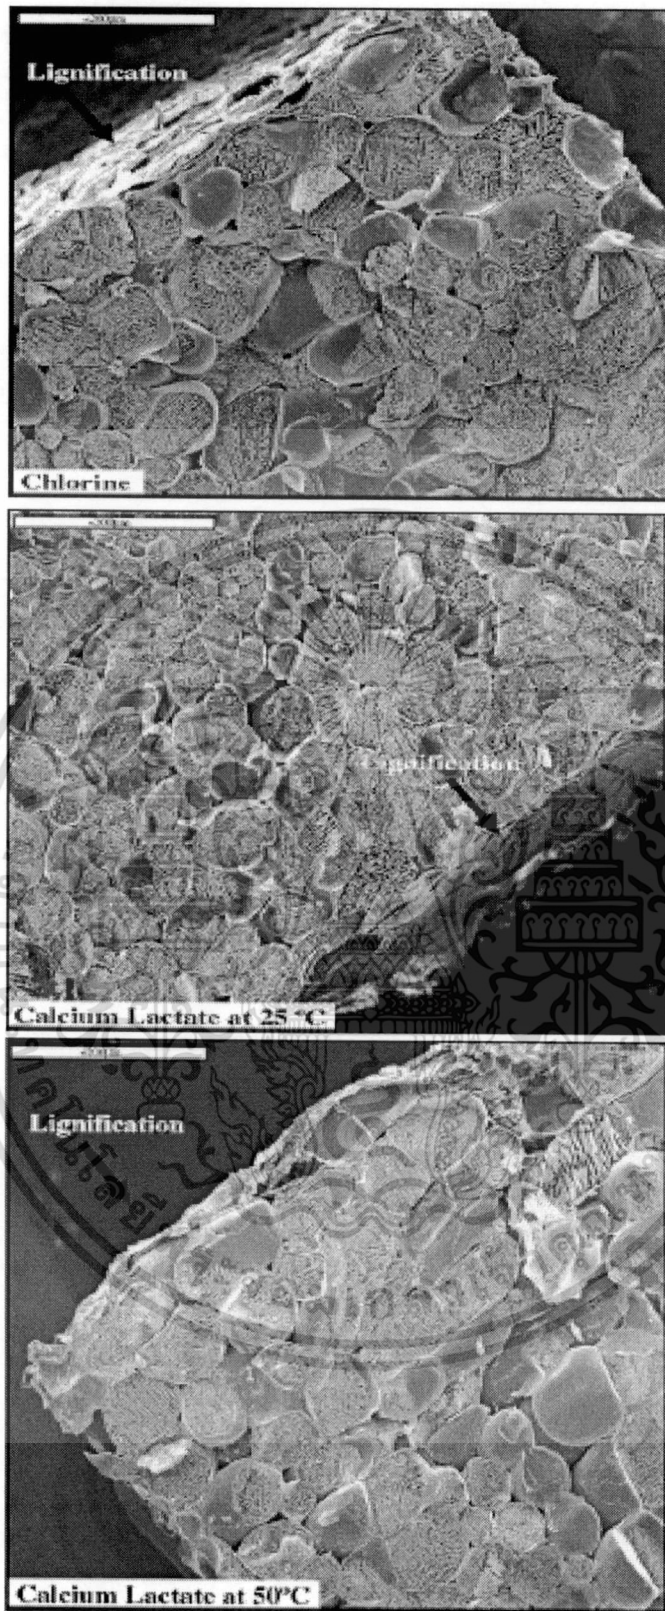 Lignification
Chlorine
Lignification
Calcium Lactate at 25 °C
Lignification
Calcium Lactate at 50°C